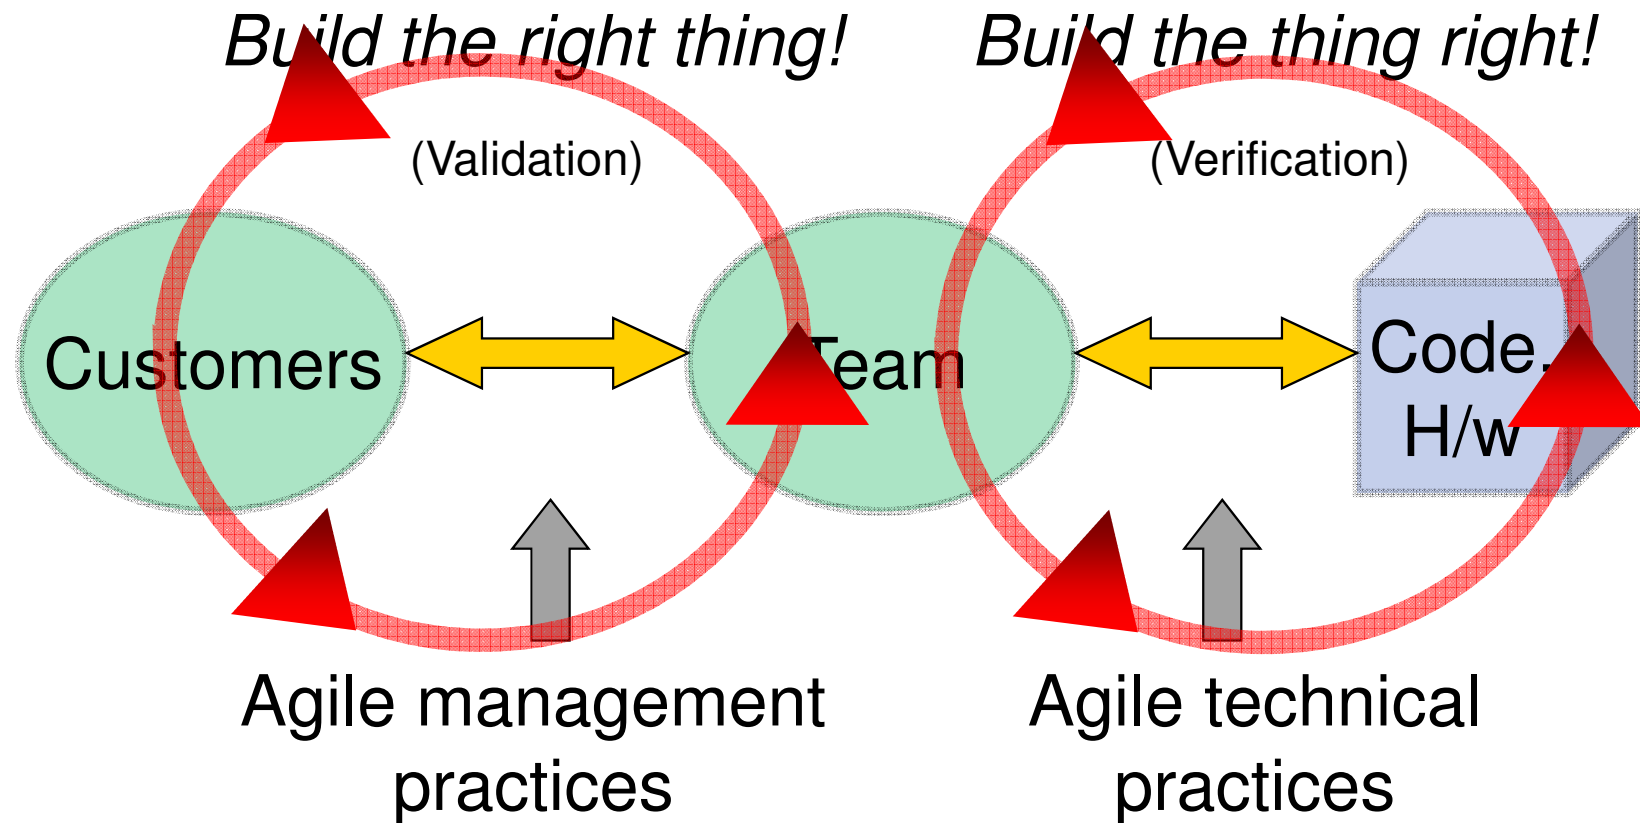 Build the right thing!
Build the thing right!
(Validation)
(Verification)
Customers
Team
Code,
H/w
Agile management
practices
Agile technical
practices